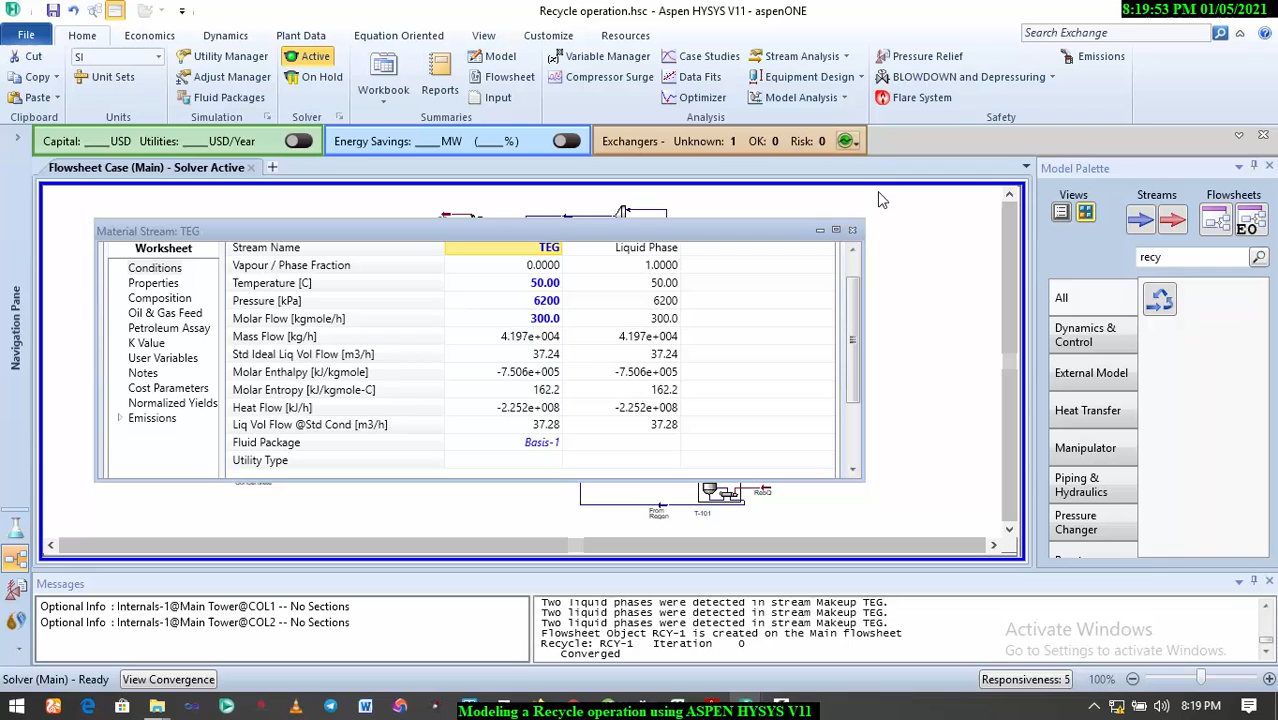 Recycle operation.hsc - Aspen HYSYS V11 - aspenONE
8:19:53 PM 01/05/2021
File Home Economics Dynamics Plant Data Equation Oriented View Customize Resources
Search Exchange
Cut
Copy
Paste
Clipboard
SI
Unit Sets
Units
Utility Manager
Adjust Manager
Fluid Packages
Simulation
Active
On Hold
Solver
Workbook
Reports
Model
Flowsheet
Input
Summaries
Variable Manager
Compressor Surge
Case Studies
Data Fits
Optimizer
Stream Analysis
Equipment Design
Model Analysis
Analysis
Pressure Relief
BLOWDOWN and Depressuring
Flare System
Emissions
Safety
Capital: ____ USD Utilities: ____ USD/Year
Energy Savings: ____ MW (____ %)
Exchangers - Unknown: 1 OK: 0 Risk: 0
Flowsheet Case (Main) - Solver Active
Navigation Pane
Material Stream: TEG
Worksheet
Conditions
Properties
Composition
Oil & Gas Feed
Petroleum Assay
K Value
User Variables
Notes
Cost Parameters
Normalized Yields
Emissions
Stream Name TEG Liquid Phase
Vapour / Phase Fraction 0.0000 1.0000
Temperature [C] 50.00 50.00
Pressure [kPa] 6200 6200
Molar Flow [kgmole/h] 300.0 300.0
Mass Flow [kg/h] 4.197e+004 4.197e+004
Std Ideal Liq Vol Flow [m3/h] 37.24 37.24
Molar Enthalpy [kJ/kgmole] -7.506e+005 -7.506e+005
Molar Entropy [kJ/kgmole-C] 162.2 162.2
Heat Flow [kJ/h] -2.252e+008 -2.252e+008
Liq Vol Flow @Std Cond [m3/h] 37.28 37.28
Fluid Package Basis-1
Utility Type
RebQ
From
Regen
T-101
Model Palette
Views
Streams
Flowsheets
EO
recy
All
Dynamics &
Control
External Model
Heat Transfer
Manipulator
Piping &
Hydraulics
Pressure
Changer
Messages
Optional Info : Internals-1@Main Tower@COL1 -- No Sections
Optional Info : Internals-1@Main Tower@COL2 -- No Sections
Two liquid phases were detected in stream Makeup TEG.
Two liquid phases were detected in stream Makeup TEG.
Two liquid phases were detected in stream Makeup TEG.
Flowsheet Object RCY-1 is created on the Main flowsheet
Recycle: RCY-1 Iteration 0
Converged
Activate Windows
Go to Settings to activate Windows.
Solver (Main) - Ready
View Convergence
Responsiveness: 5
100%
Modeling a Recycle operation using ASPEN HYSYS V11
8:19 PM